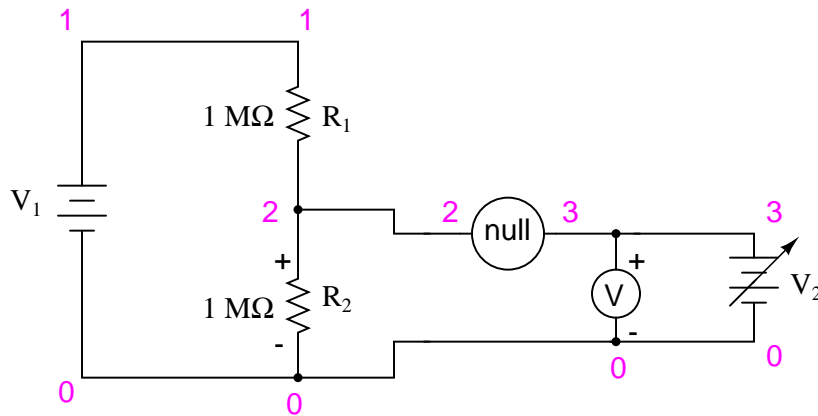 1 1
1 MΩ R1
V1
2 2 null 3 3
+
+
1 MΩ R2 V V2
- -
0 0 0 0